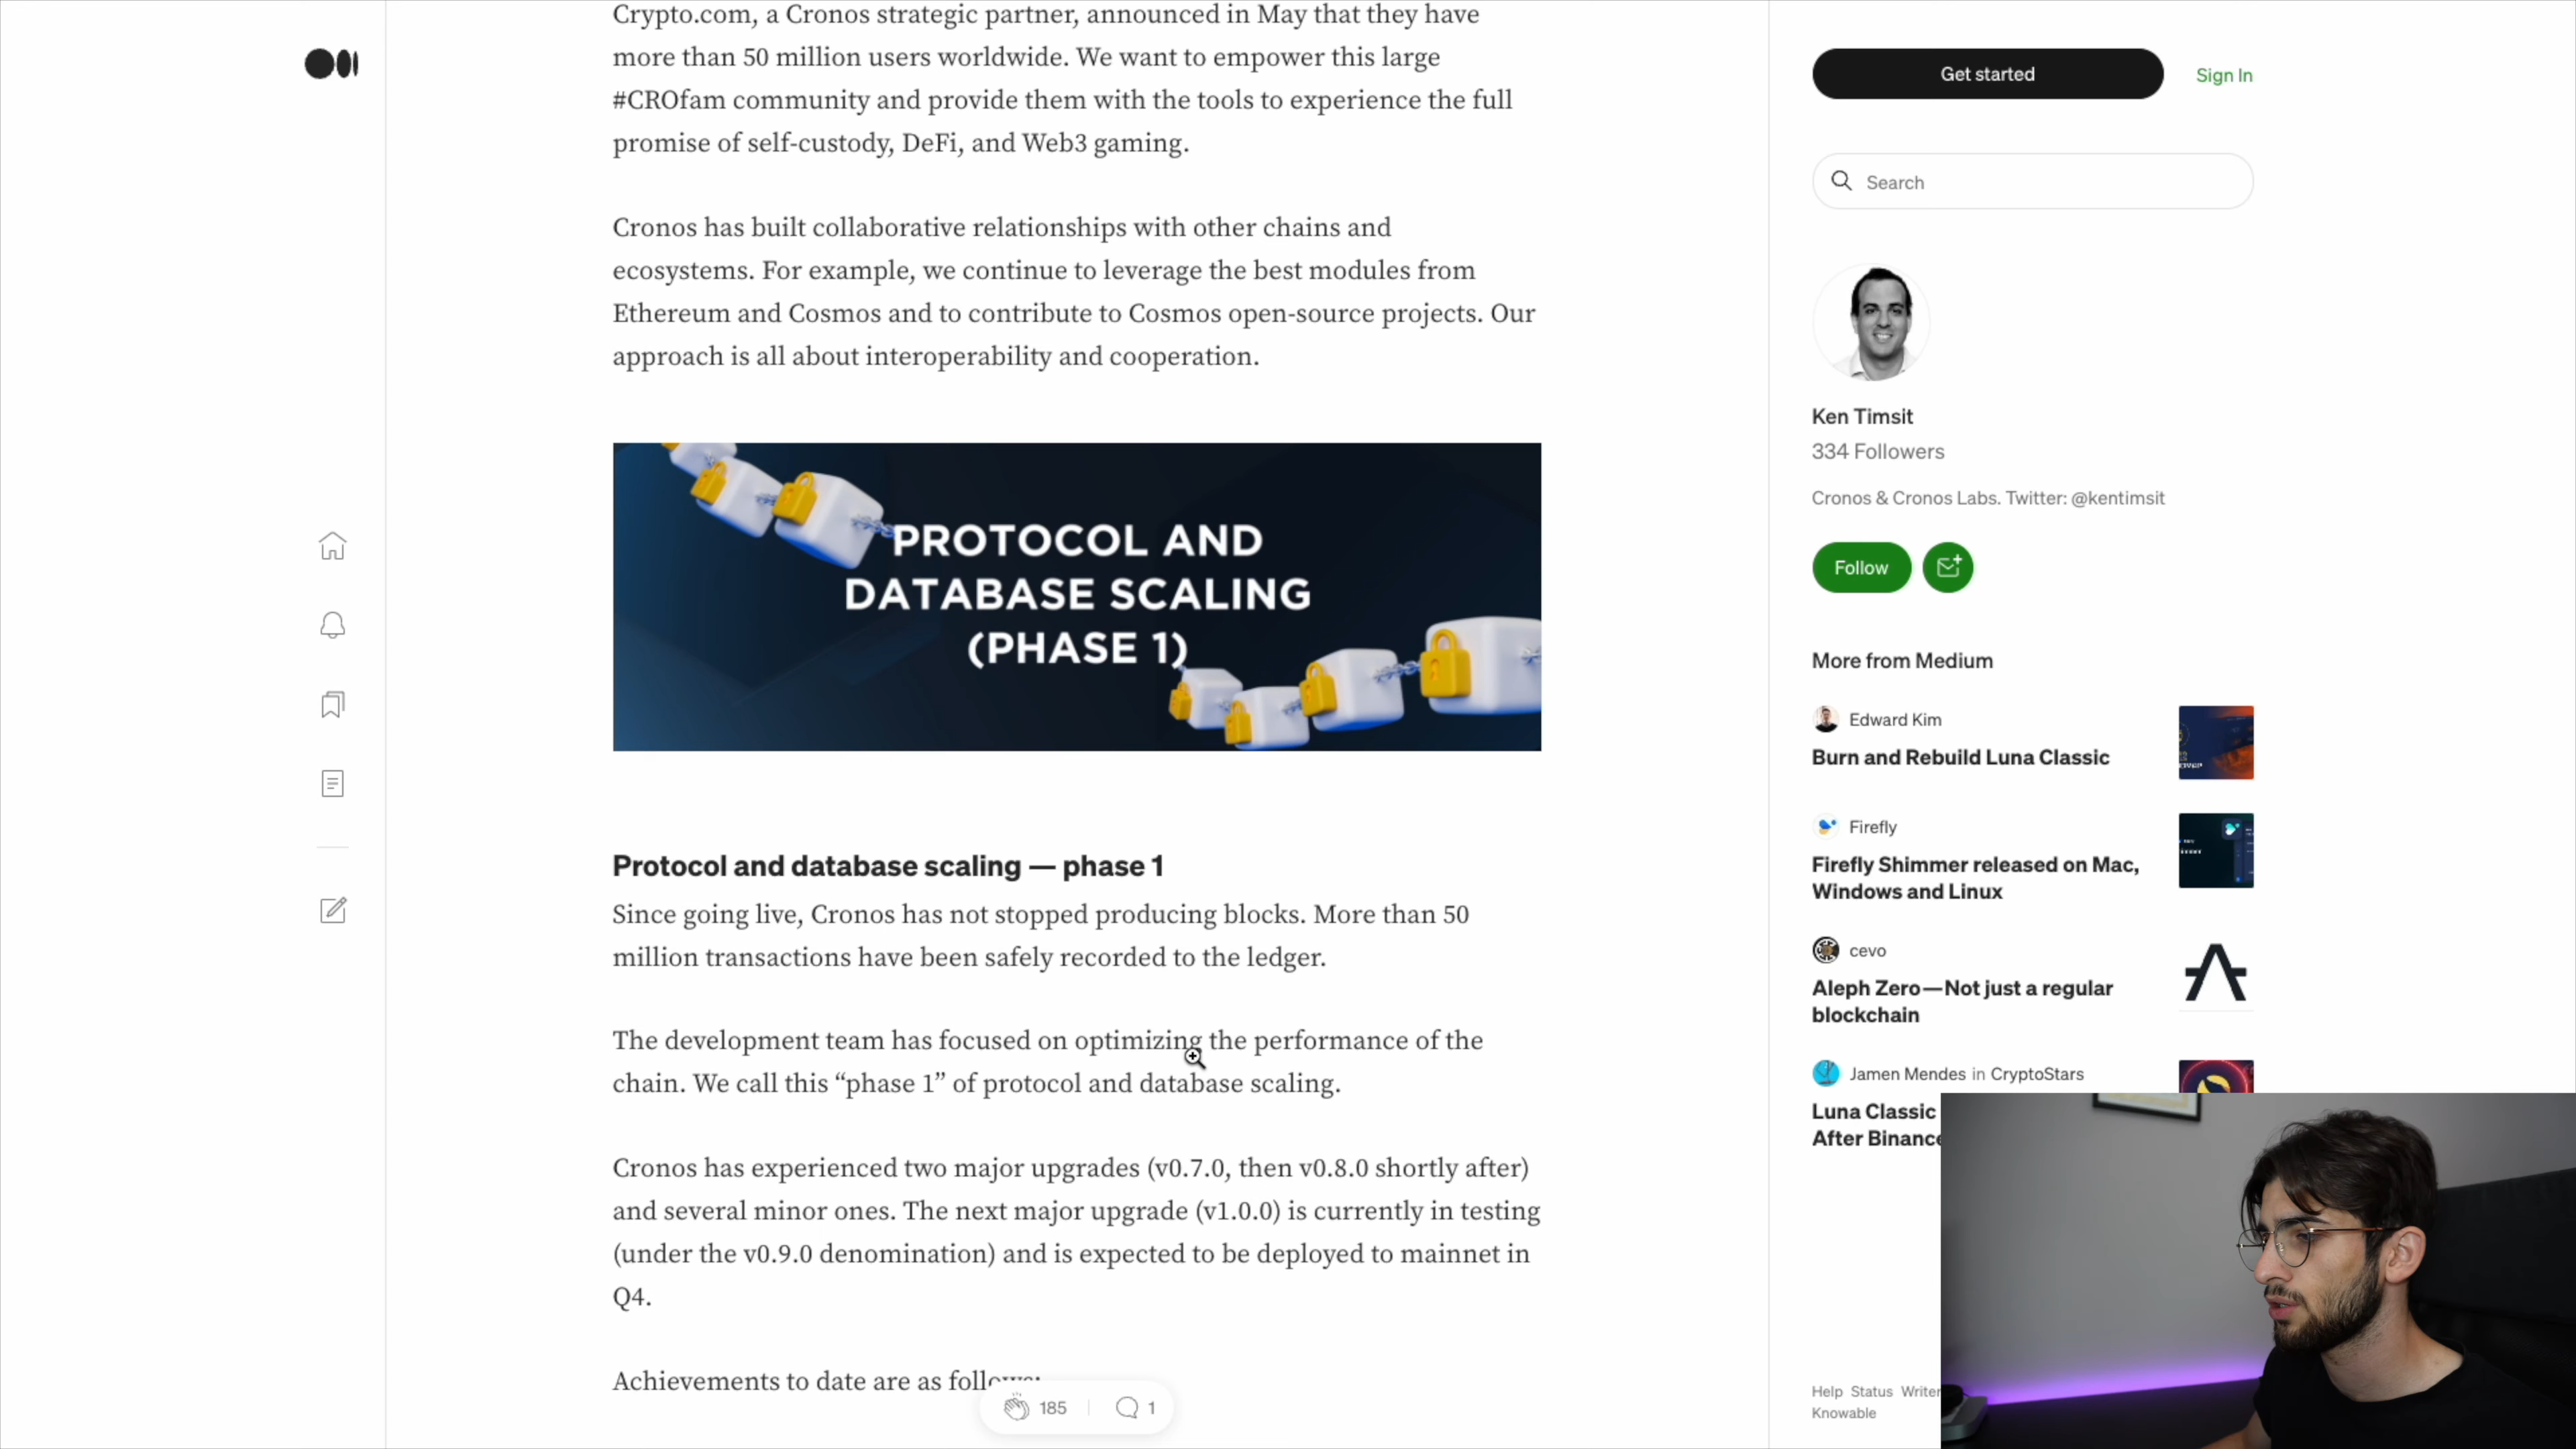 Crypto.com, a Cronos strategic partner, announced in May that they have
more than 50 million users worldwide. We want to empower this large
#CROfam community and provide them with the tools to experience the full
promise of self-custody, DeFi, and Web3 gaming.
Cronos has built collaborative relationships with other chains and
ecosystems. For example, we continue to leverage the best modules from
Ethereum and Cosmos and to contribute to Cosmos open-source projects. Our
approach is all about interoperability and cooperation.
PROTOCOL AND
DATABASE SCALING
(PHASE 1)
Protocol and database scaling — phase 1
Since going live, Cronos has not stopped producing blocks. More than 50
million transactions have been safely recorded to the ledger.
The development team has focused on optimizing the performance of the
chain. We call this “phase 1” of protocol and database scaling.
Cronos has experienced two major upgrades (v0.7.0, then v0.8.0 shortly after)
and several minor ones. The next major upgrade (v1.0.0) is currently in testing
(under the v0.9.0 denomination) and is expected to be deployed to mainnet in
Q4.
Achievements to date are as follows:
185
1
Get started
Sign In
Search
Ken Timsit
334 Followers
Cronos & Cronos Labs. Twitter: @kentimsit
Follow
More from Medium
Edward Kim
Burn and Rebuild Luna Classic
Firefly
Firefly Shimmer released on Mac,
Windows and Linux
cevo
Aleph Zero—Not just a regular
blockchain
Jamen Mendes in CryptoStars
Luna Classic
After Binance
Help Status Writer
Knowable